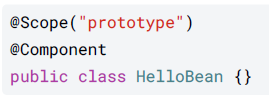 @Scope("prototype")
@Component
public class HelloBean {}